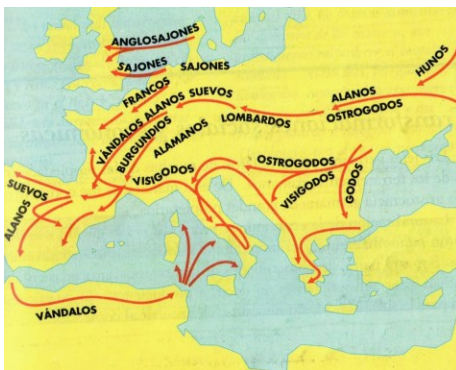 ANGLOSAJONES
SAJONES
SAJONES
HUNOS
FRANCOS
VÁNDALOS ALANOS SUEVOS
ALANOS
OSTROGODOS
LOMBARDOS
BURGUNDIOS
ALAMANOS
VISIGODOS
OSTROGODOS
VISIGODOS
GODOS
SUEVOS
ALANOS
VÁNDALOS